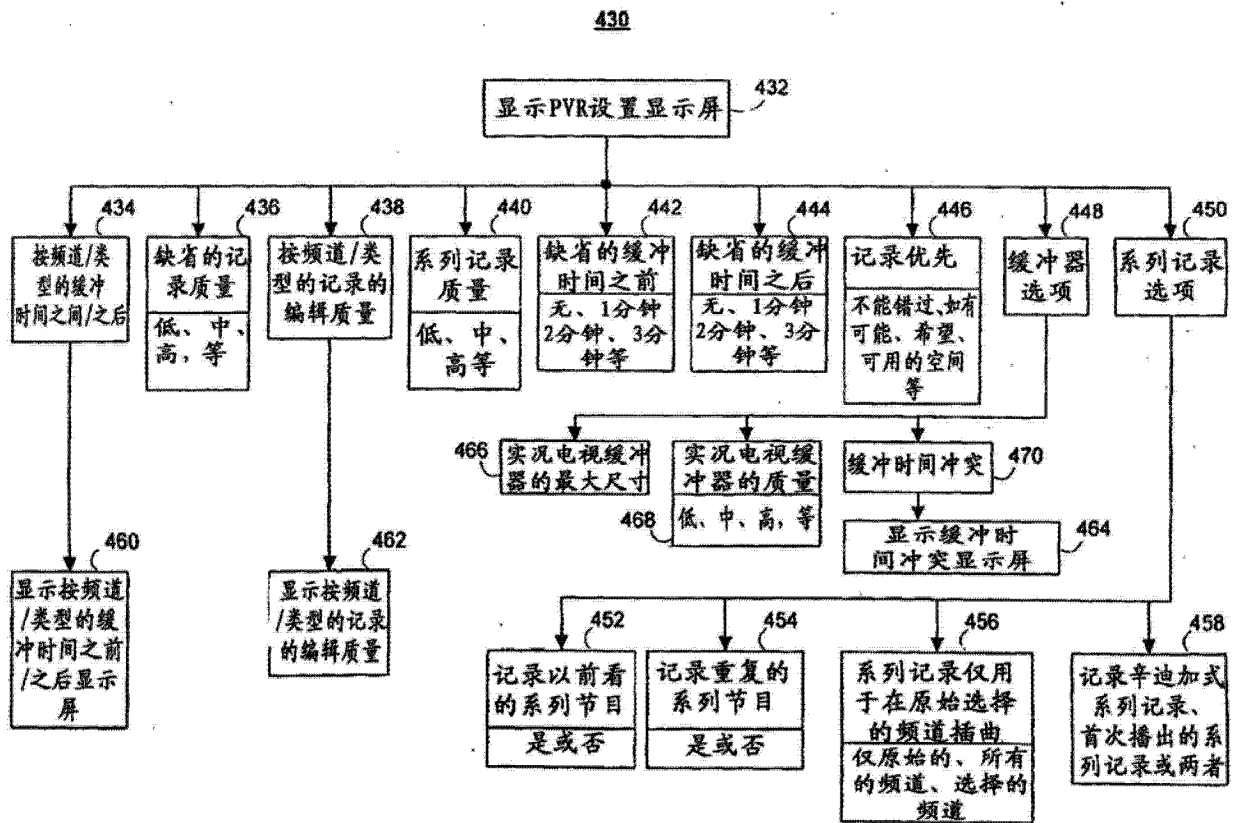 430
显示PVR设置显示屏
432
434
按频道/类
型的缓冲
时间之间/之后
436
缺省的记
录质量
低、中、
高,等
438
按频道/类
型的记录的
编辑质量
440
系列记录
质量
低、中、
高等
442
缺省的缓冲
时间之前
无、1分钟
2分钟、3分
钟等
444
缺省的缓冲
时间之后
无、1分钟
2分钟、3分
钟等
446
记录优先
不能错过、如有
可能、希望、
可用的空间
等
448
缓冲器
选项
450
系列记录
选项
466
实况电视缓冲
器的最大尺寸
实况电视缓
冲器的质量
低、中、高,等
468
缓冲时间冲突
470
显示缓冲时
间冲突显示屏
464
460
显示按频道
/类型的缓
冲时间之前
/之后显示
屏
462
显示按频道
/类型的记录
的编辑质量
452
记录以前看
的系列节目
是或否
454
记录重复的
系列节目
是或否
456
系列记录仅用
于在原始选择
的频道插曲
仅原始的、所有
的频道、选择的
频道
458
记录辛迪加式
系列记录、
首次播出的系
列记录或两者